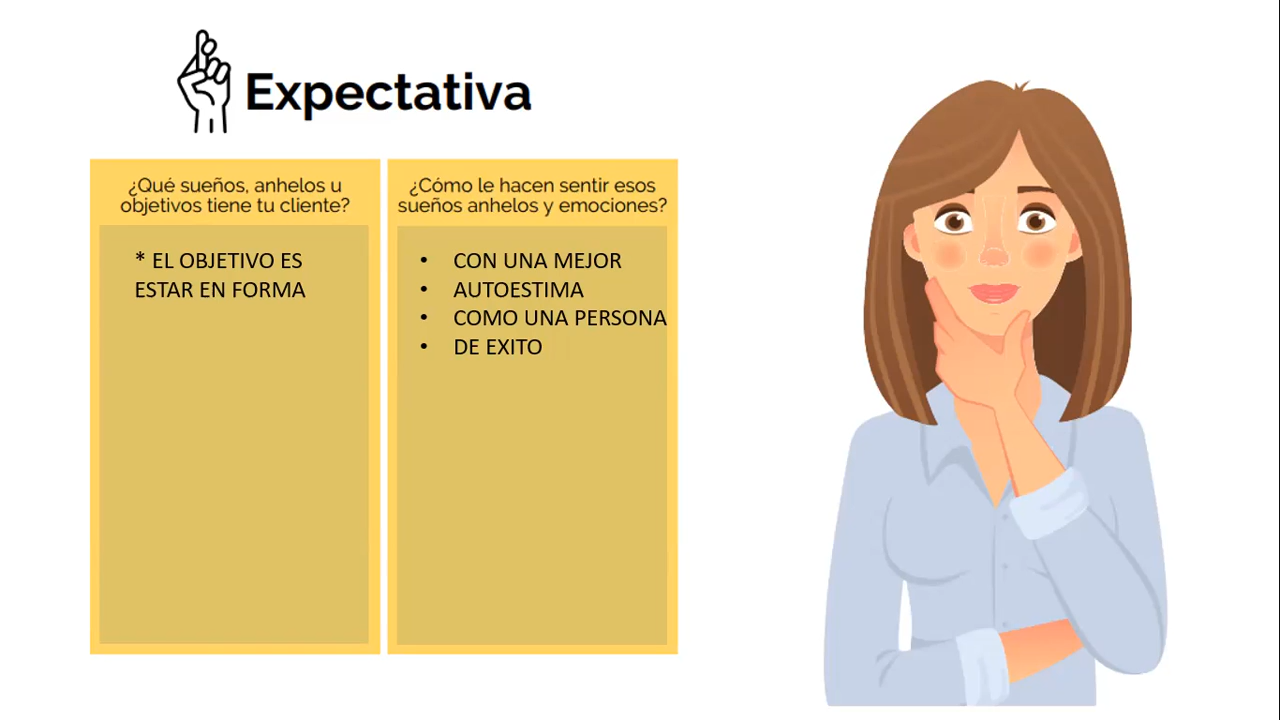 Expectativa
¿Qué sueños, anhelos u
objetivos tiene tu cliente?
* EL OBJETIVO ES
ESTAR EN FORMA
¿Cómo le hacen sentir esos
sueños anhelos y emociones?
• CON UNA MEJOR
• AUTOESTIMA
• COMO UNA PERSONA
• DE EXITO